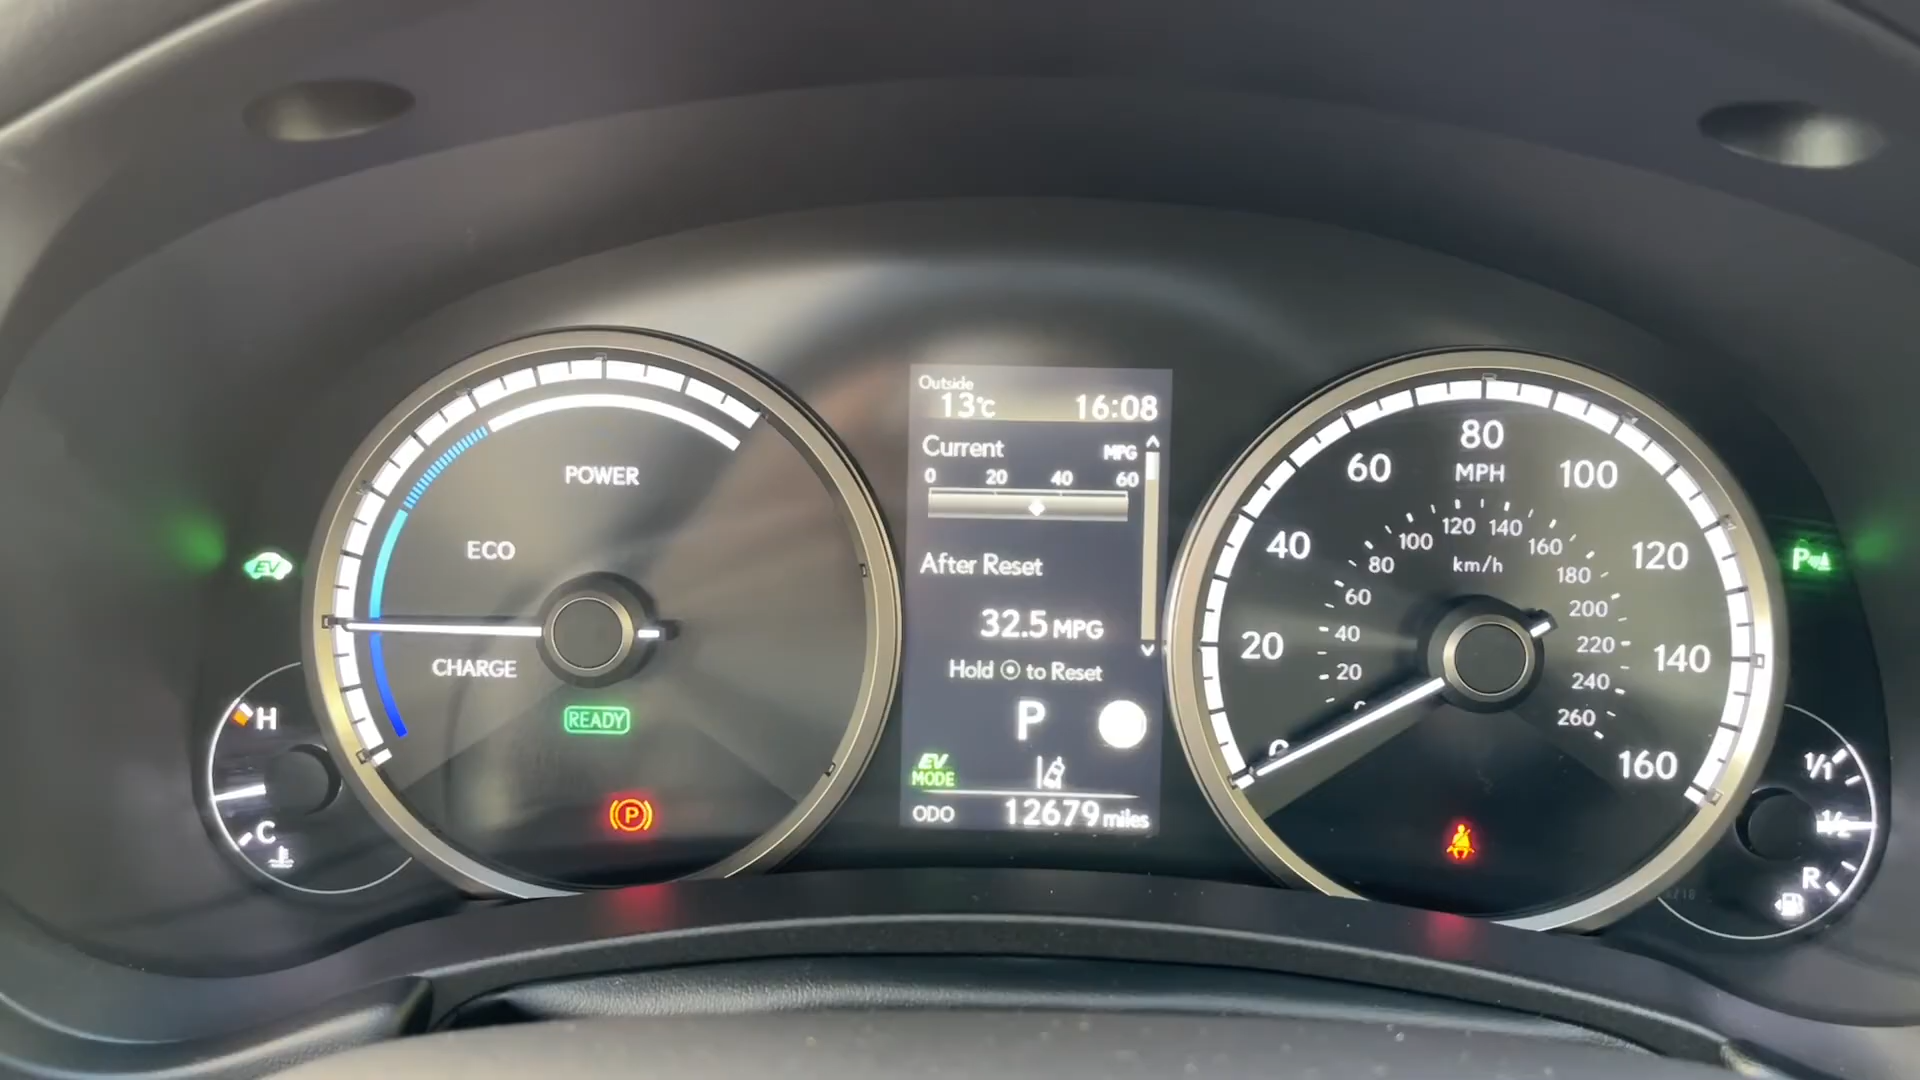 POWER
ECO
CHARGE
READY
EV
H
C
P
Outside
13°C 16:08
Current MPG
0 20 40 60
After Reset
32.5 MPG
Hold to Reset
P
EV
MODE
ODO 12679 miles
0 20 40 60 80 100 120 140 160
MPH
20 40 60 80 100 120 140 160 180 200 220 240 260
km/h
P
1/1
1/2
R